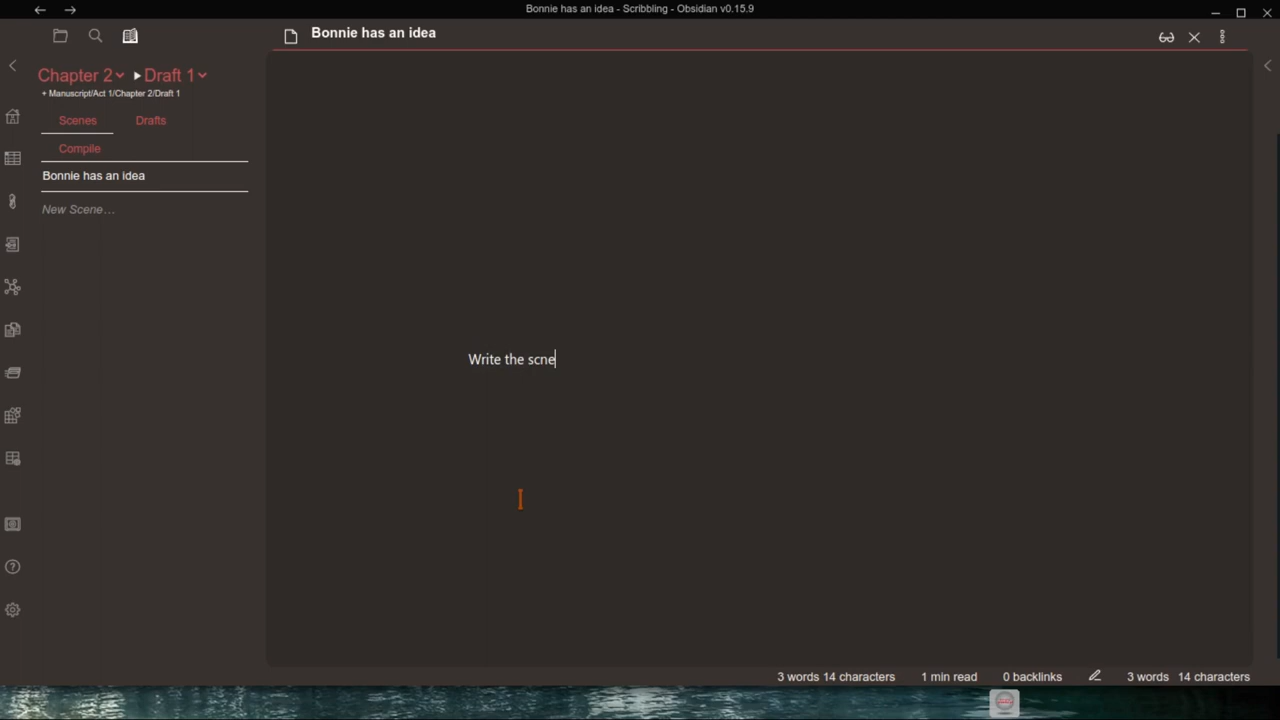 Bonnie has an idea - Scribbling - Obsidian v0.15.9
Bonnie has an idea
Chapter 2 Draft 1
+ Manuscript/Act 1/Chapter 2/Draft 1
Scenes Drafts
Compile
Bonnie has an idea
New Scene...
Write the scne
3 words 14 characters 1 min read 0 backlinks 3 words 14 characters